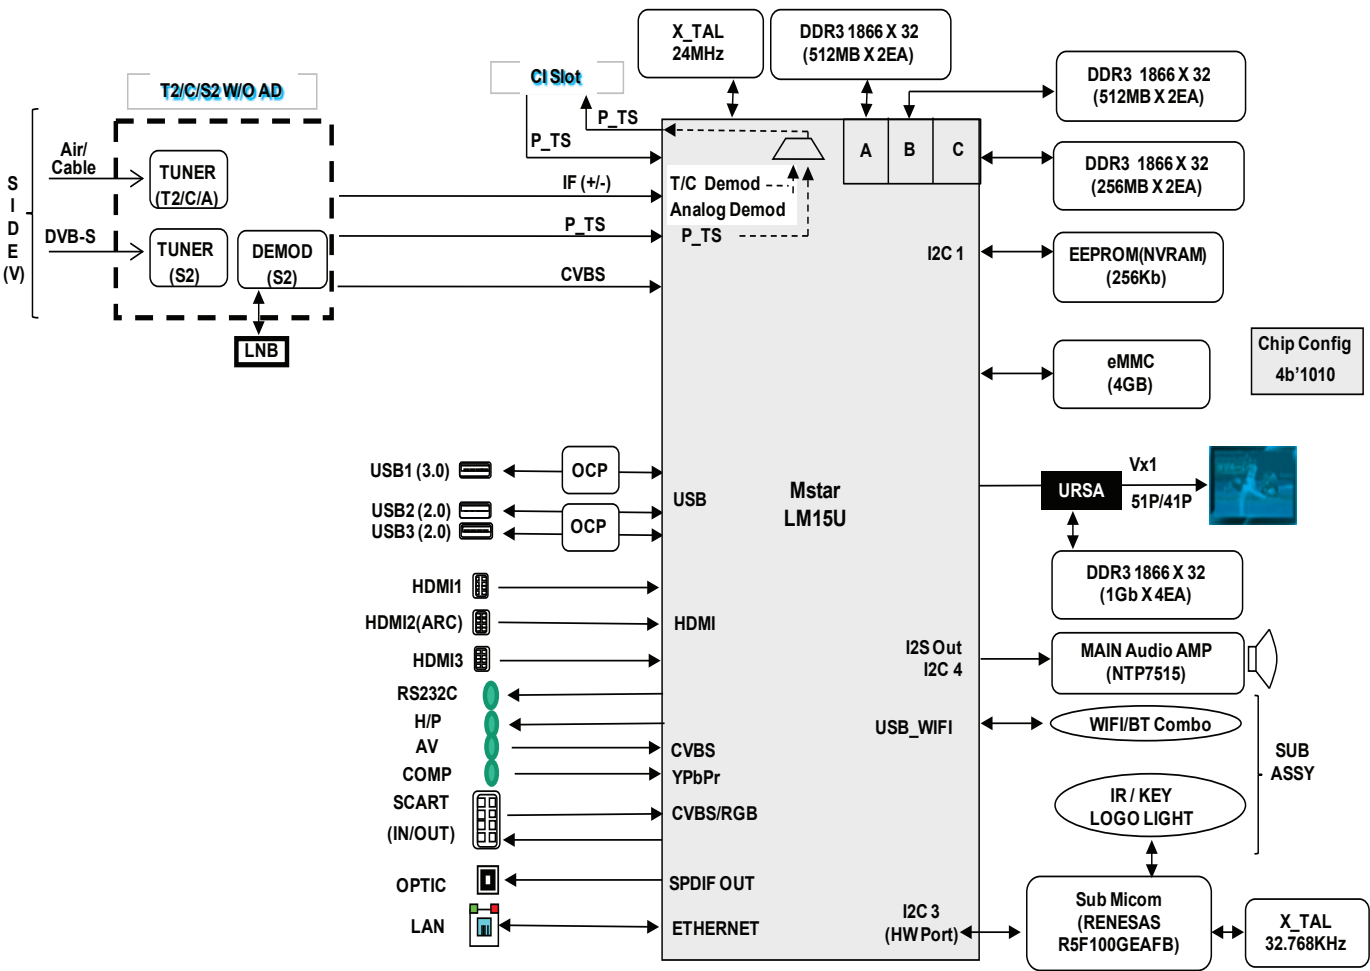 X_TAL
24MHz
DDR3 1866 X 32
(512MB X 2EA)
CI Slot
DDR3 1866 X 32
(512MB X 2EA)
T2/C/S2 W/O AD
P_TS
P_TS
A
B
C
DDR3 1866 X 32
(256MB X 2EA)
Air/
Cable
TUNER
(T2/C/A)
IF (+/-)
T/C Demod
Analog Demod
P_TS
S
I
D
E
(V)
DVB-S
TUNER
(S2)
DEMOD
(S2)
P_TS
CVBS
LNB
I2C 1
EEPROM(NVRAM)
(256Kb)
eMMC
(4GB)
Chip Config
4b'1010
USB1 (3.0)
OCP
USB2 (2.0)
USB3 (2.0)
OCP
USB
Mstar
LM15U
URSA
Vx1
51P/41P
DDR3 1866 X 32
(1Gb X 4EA)
HDMI1
HDMI2(ARC)
HDMI3
HDMI
I2S Out
I2C 4
MAIN Audio AMP
(NTP7515)
RS232C
H/P
AV
COMP
CVBS
YPbPr
USB_WIFI
WIFI/BT Combo
SUB
ASSY
SCART
(IN/OUT)
CVBS/RGB
IR / KEY
LOGO LIGHT
OPTIC
SPDIF OUT
LAN
ETHERNET
I2C 3
(HW Port)
Sub Micom
(RENESAS
R5F100GEAFB)
X_TAL
32.768KHz